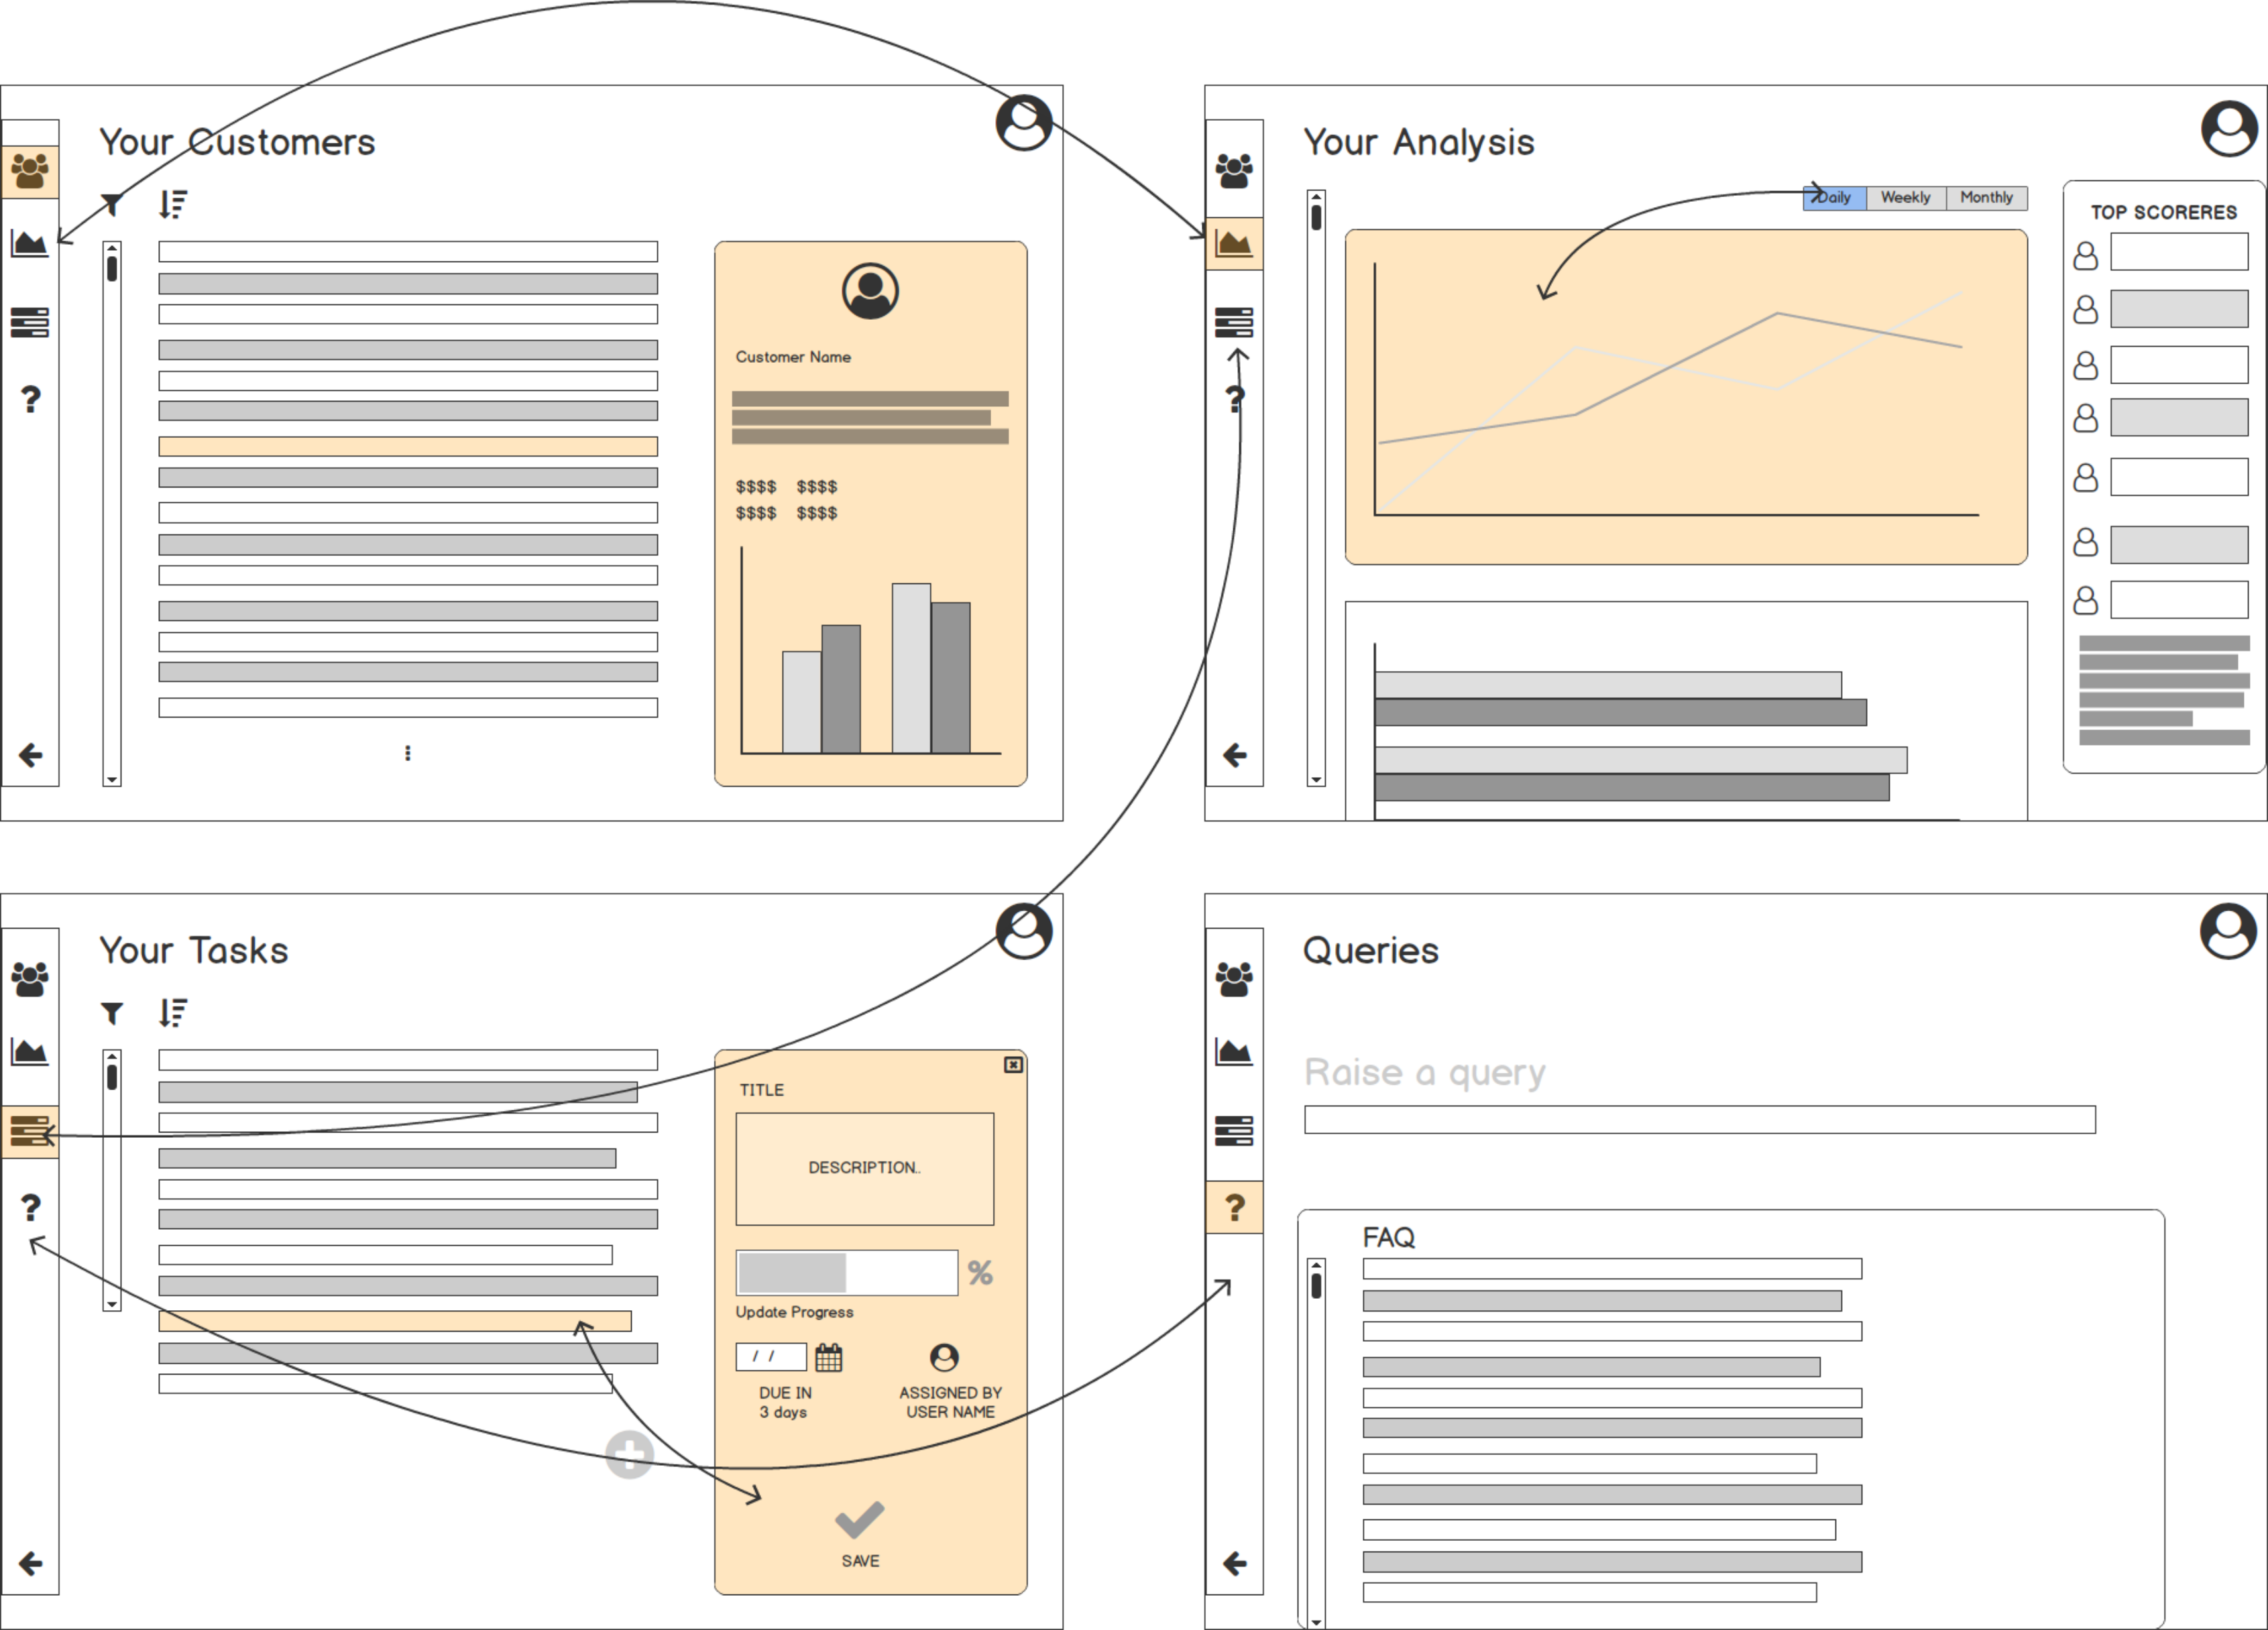 Your Customers
?
Customer Name
$$$$ $$$$
$$$$ $$$$
Your Analysis
Daily Weekly Monthly
TOP SCORERES
?
Your Tasks
?
TITLE
DESCRIPTION..
%
Update Progress
/ /
DUE IN
3 days
ASSIGNED BY
USER NAME
SAVE
Queries
Raise a query
?
FAQ